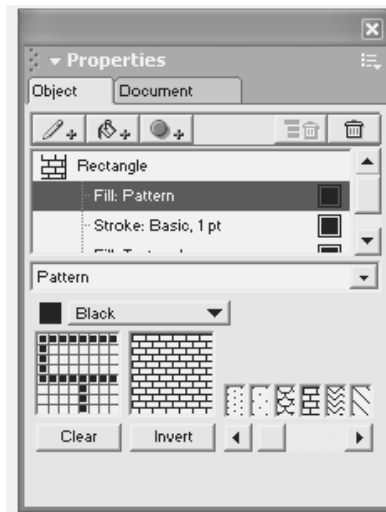 Properties
Object Document
Rectangle
Fill: Pattern
Stroke: Basic, 1 pt
Pattern
Black
Clear Invert